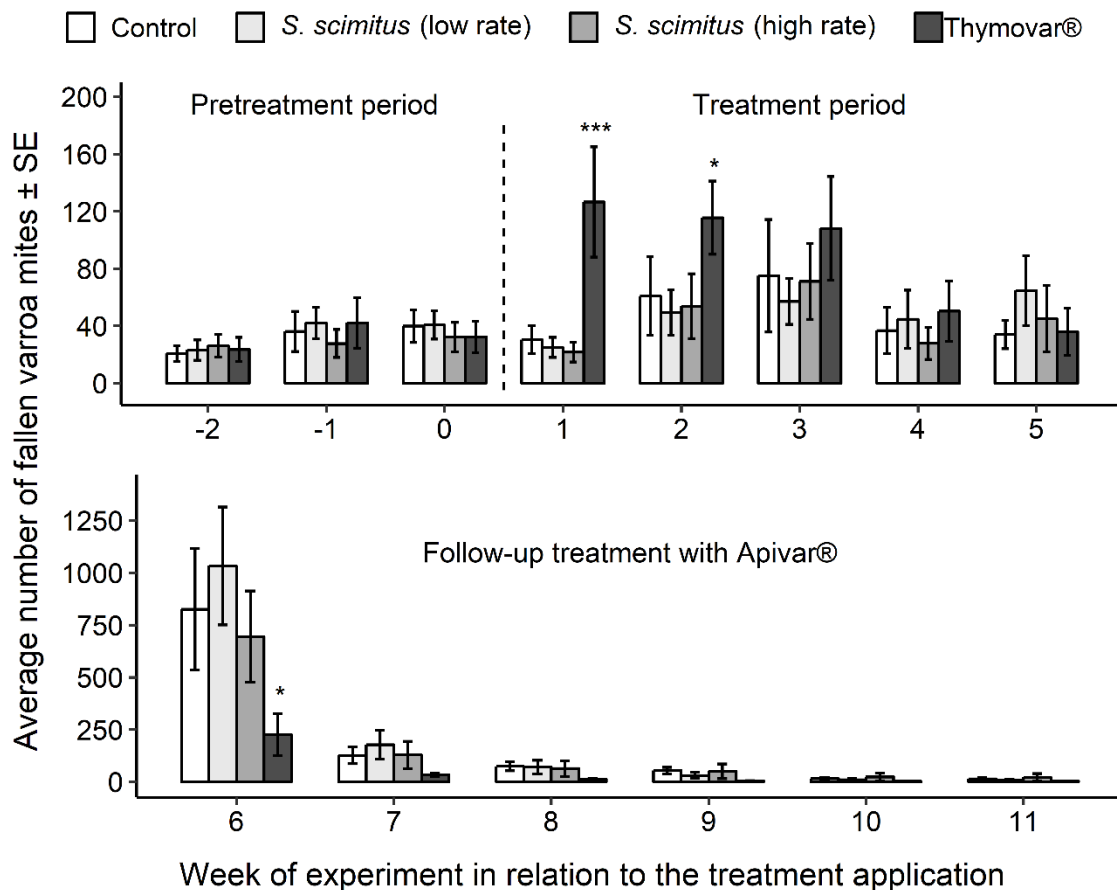 Control S. scimitus (low rate) S. scimitus (high rate) Thymovar®
Average number of fallen varroa mites ± SE
Pretreatment period Treatment period
200
160
120
80
40
0
***
*
-2 -1 0 1 2 3 4 5
Follow-up treatment with Apivar®
1250
1000
750
500
250
0
*
6 7 8 9 10 11
Week of experiment in relation to the treatment application